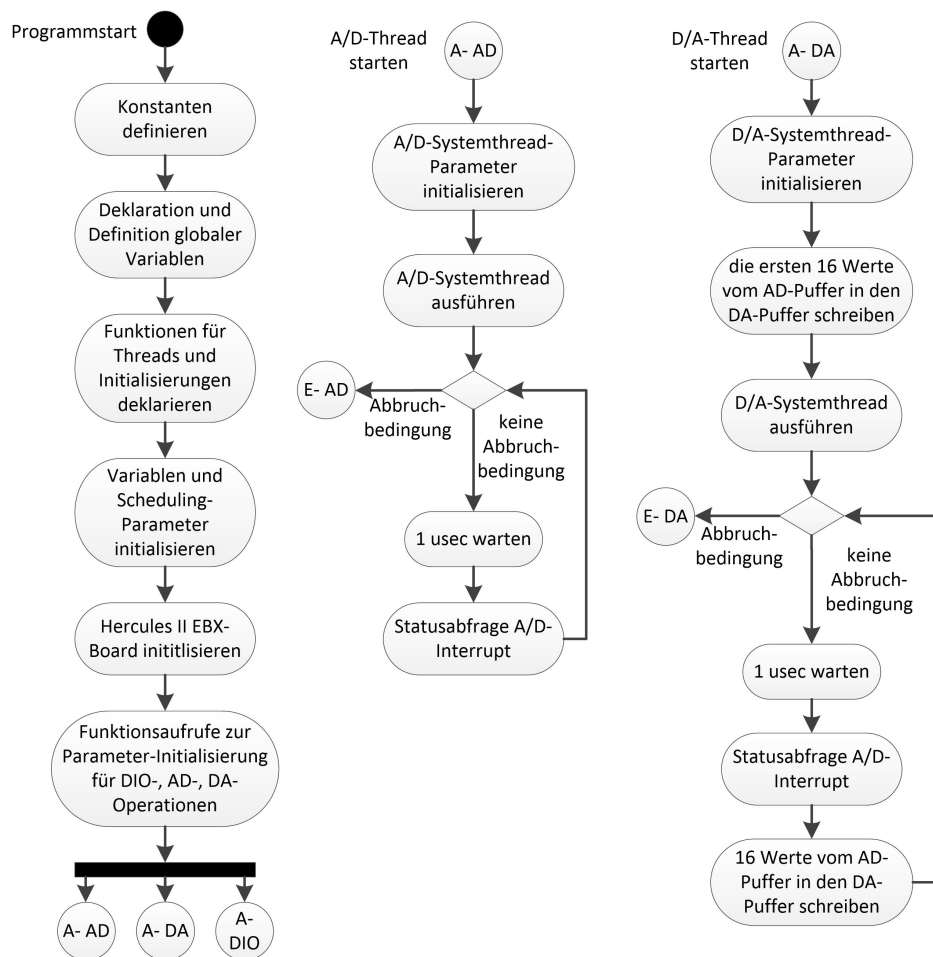 Programmstart
Konstanten
definieren
Deklaration und
Definition globaler
Variablen
Funktionen für
Threads und
Initialisierungen
deklarieren
Variablen und
Scheduling-
Parameter
initialisieren
Hercules II EBX-
Board inititlisieren
Funktionsaufrufe zur
Parameter-Initialisierung
für DIO-, AD-, DA-
Operationen
A- AD
A- DA
A-
DIO
A/D-Thread
starten
A- AD
A/D-Systemthread-
Parameter
initialisieren
A/D-Systemthread
ausführen
E- AD
Abbruch-
bedingung
keine
Abbruch-
bedingung
1 usec warten
Statusabfrage A/D-
Interrupt
D/A-Thread
starten
A- DA
D/A-Systemthread-
Parameter
initialisieren
die ersten 16 Werte
vom AD-Puffer in den
DA-Puffer schreiben
D/A-Systemthread
ausführen
E- DA
Abbruch-
bedingung
keine
Abbruch-
bedingung
1 usec warten
Statusabfrage A/D-
Interrupt
16 Werte vom AD-
Puffer in den DA-
Puffer schreiben